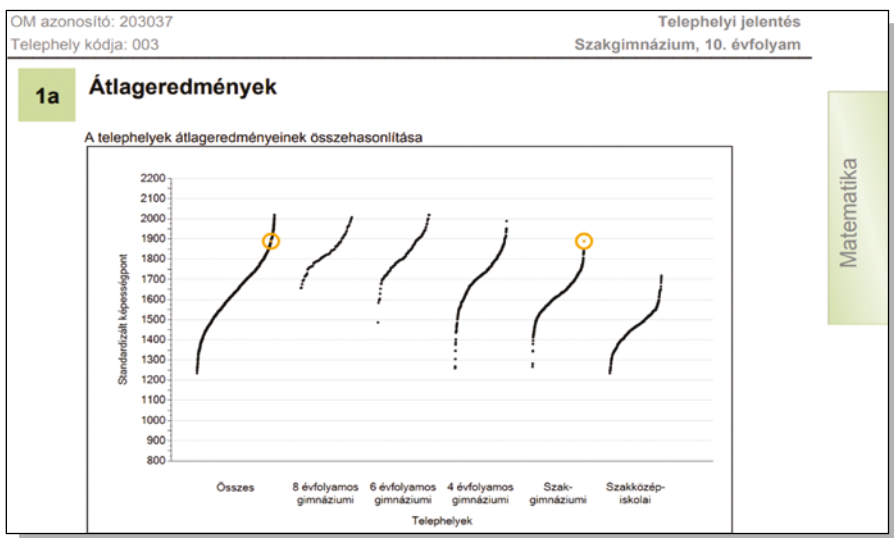 OM azonosító: 203037
Telephelyi jelentés
Telephely kódja: 003
Szakgimnázium, 10. évfolyam
1a
Átlageredmények
A telephelyek átlageredményeinek összehasonlítása
Matematika
Standardizált képességpont
2200
2100
2000
1900
1800
1700
1600
1500
1400
1300
1200
1100
1000
900
800
Összes
8 évfolyamos
gimnáziumi
6 évfolyamos
gimnáziumi
4 évfolyamos
gimnáziumi
Szak-
gimnáziumi
Szakközép-
iskolai
Telephelyek